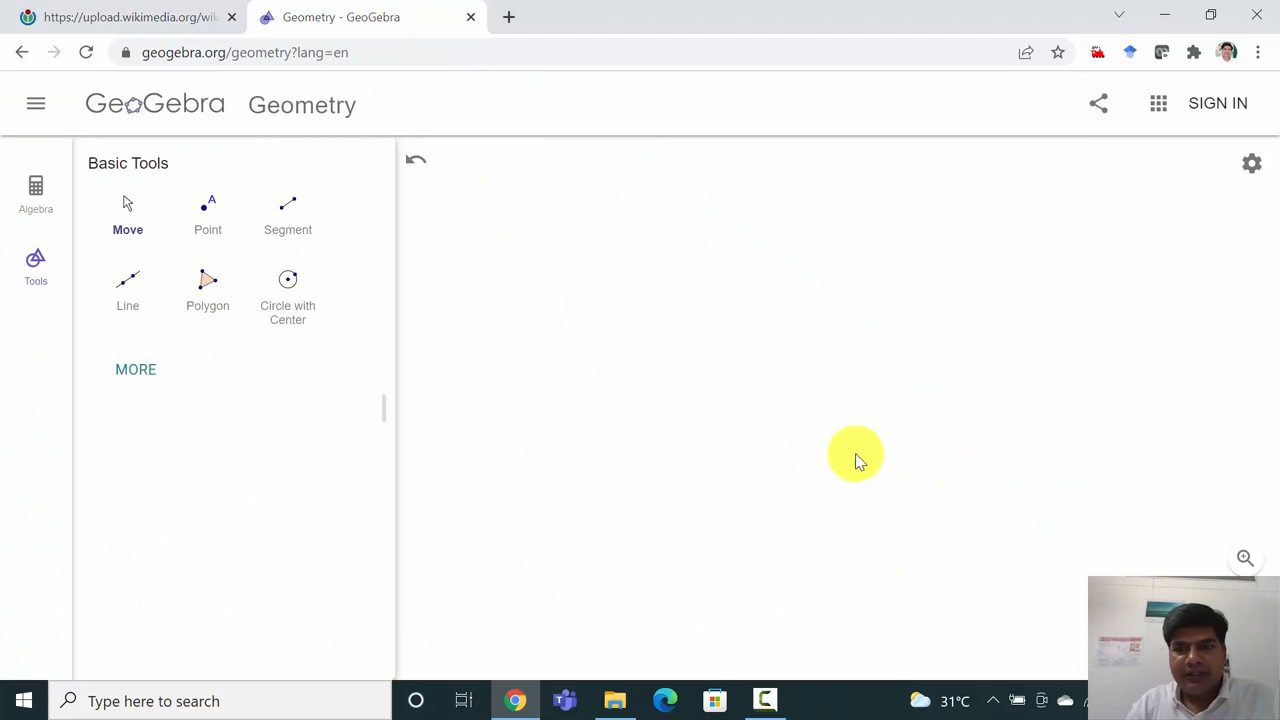 https://upload.wikimedia.org/wik
Geometry - GeoGebra
geogebra.org/geometry?lang=en
GeoGebra
Geometry
SIGN IN
Algebra
Tools
Basic Tools
Move
Point
A
Segment
Line
Polygon
Circle with
Center
MORE
Type here to search
31°C